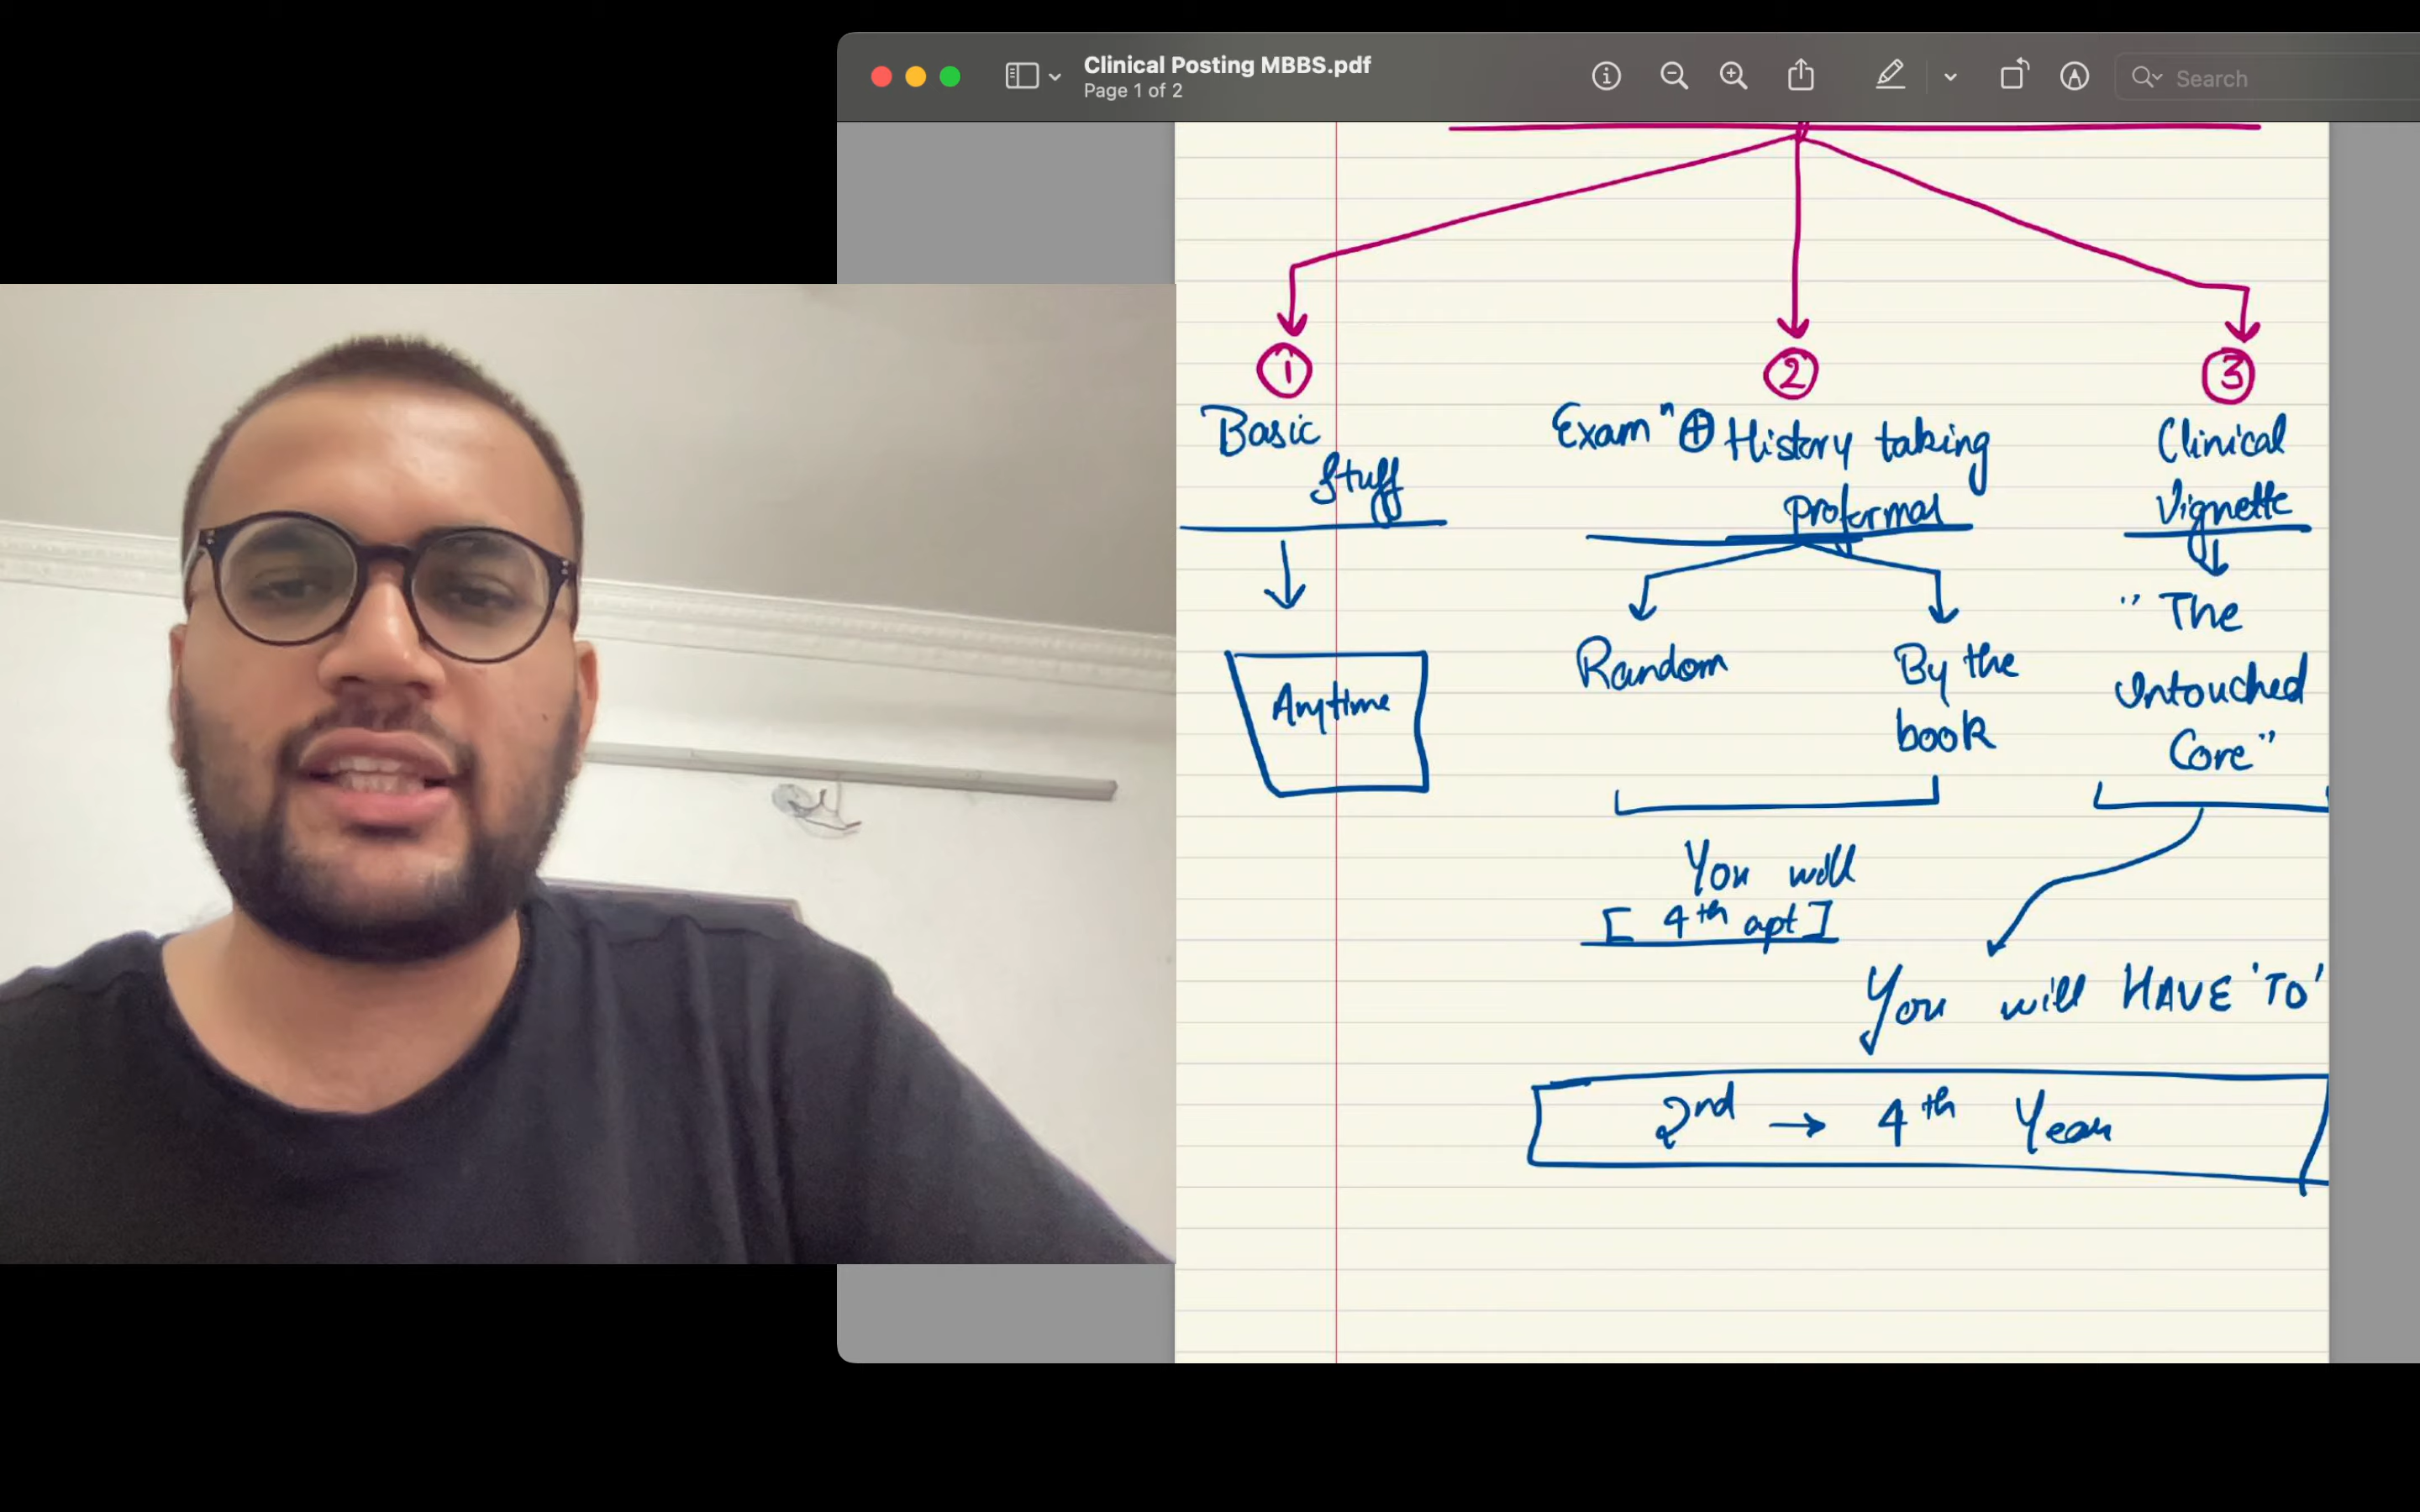 Clinical Posting MBBS.pdf
Page 1 of 2
Search
1
2
3
Basic
Stuff
Exam" ⊕ History taking
proformas
Clinical
Vignette
Anytime
Random
By the
book
"The
Untouched
Core"
You will
[ 4th apt ]
You will HAVE 'TO'
2nd → 4th Year